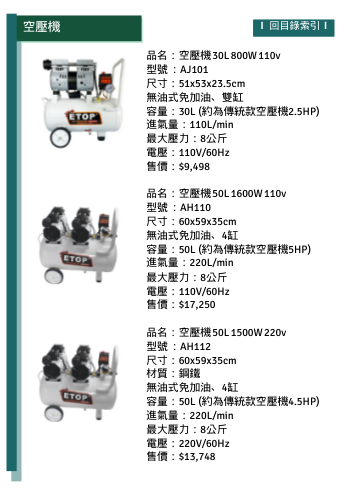 空壓機
I 回目錄索引 I
品名：空壓機30L 800W 110v
型號 ：AJ101
尺寸：51x53x23.5cm
無油式免加油、雙缸
容量：30L (約為傳統款空壓機2.5HP)
進氣量：110L/min
最大壓力：8公斤
電壓：110V/60Hz
售價：$9,498
ETOP
品名：空壓機50L 1600W 110v
型號 ：AH110
尺寸：60x59x35cm
無油式免加油、4缸
容量：50L (約為傳統款空壓機5HP)
進氣量：220L/min
最大壓力：8公斤
電壓：110V/60Hz
售價：$17,250
ETOP
品名：空壓機50L 1500W 220v
型號 ：AH112
尺寸：60x59x35cm
材質：鋼鐵
無油式免加油、4缸
容量：50L (約為傳統款空壓機4.5HP)
進氣量：220L/min
最大壓力：8公斤
電壓：220V/60Hz
售價：$13,748
ETOP